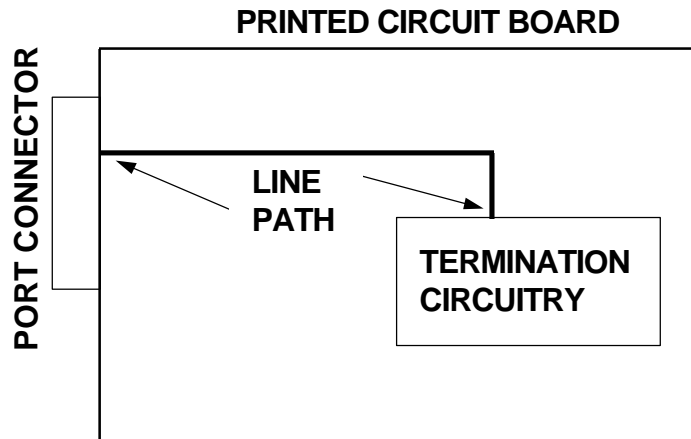 PRINTED CIRCUIT BOARD
PORT CONNECTOR
LINE
PATH
TERMINATION
CIRCUITRY